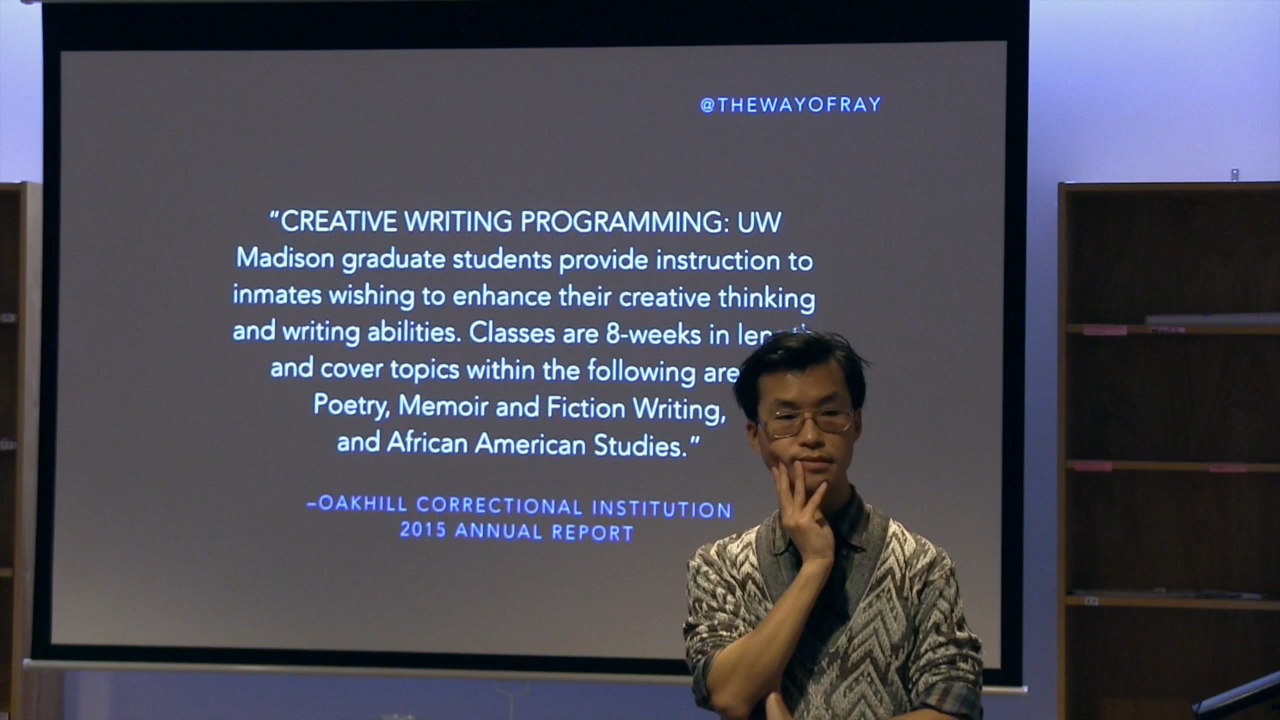 @THEWAYOFRAY
“CREATIVE WRITING PROGRAMMING: UW
Madison graduate students provide instruction to
inmates wishing to enhance their creative thinking
and writing abilities. Classes are 8-weeks in
and cover topics within the following
Poetry, Memoir and Fiction Writing,
and African American Studies.”
–OAKHILL CORRECTIONAL INSTITUTION
2015 ANNUAL REPORT